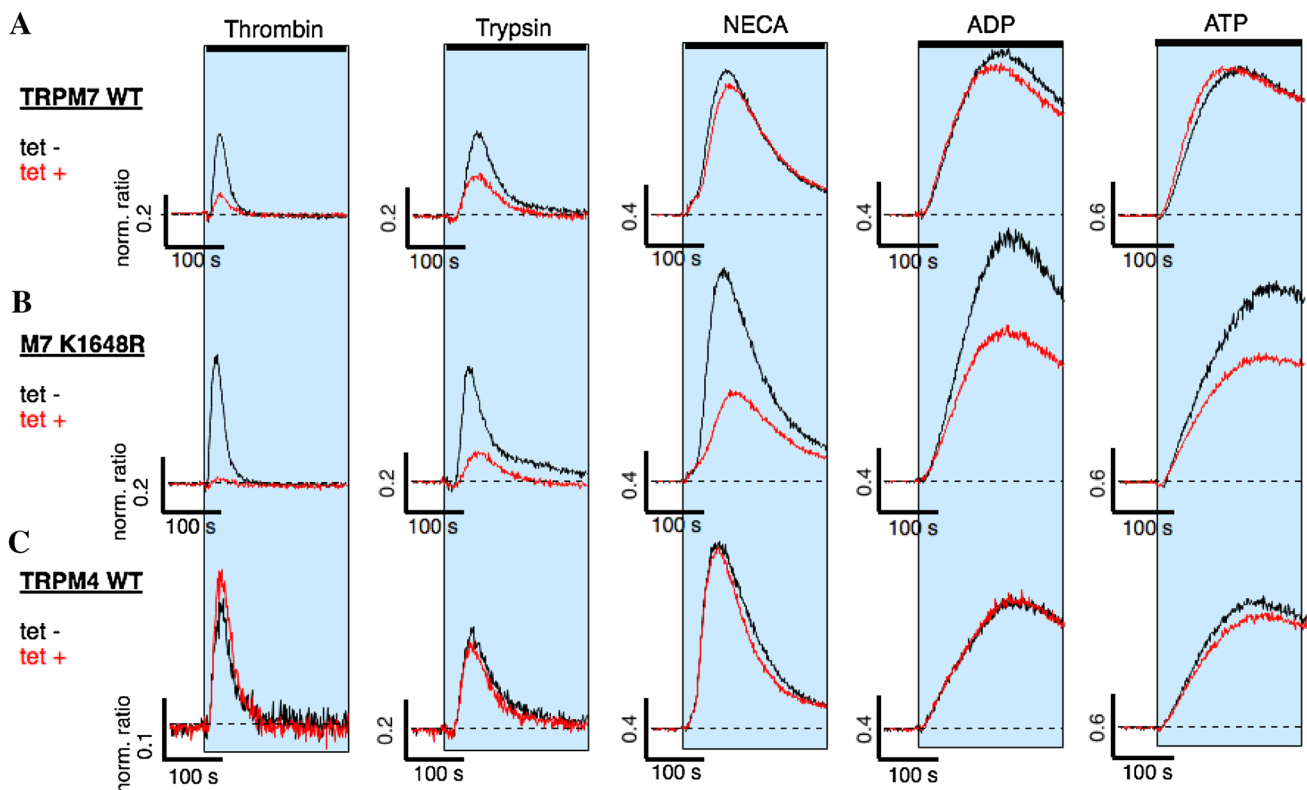 A
Thrombin Trypsin NECA ADP ATP
TRPM7 WT
tet -
tet +
norm. ratio
0.2 0.2 0.4 0.4 0.6
100 s 100 s 100 s 100 s 100 s
B
M7 K1648R
tet -
tet +
norm. ratio
0.2 0.2 0.4 0.4 0.6
100 s 100 s 100 s 100 s 100 s
C
TRPM4 WT
tet -
tet +
norm. ratio
0.1 0.2 0.4 0.4 0.6
100 s 100 s 100 s 100 s 100 s